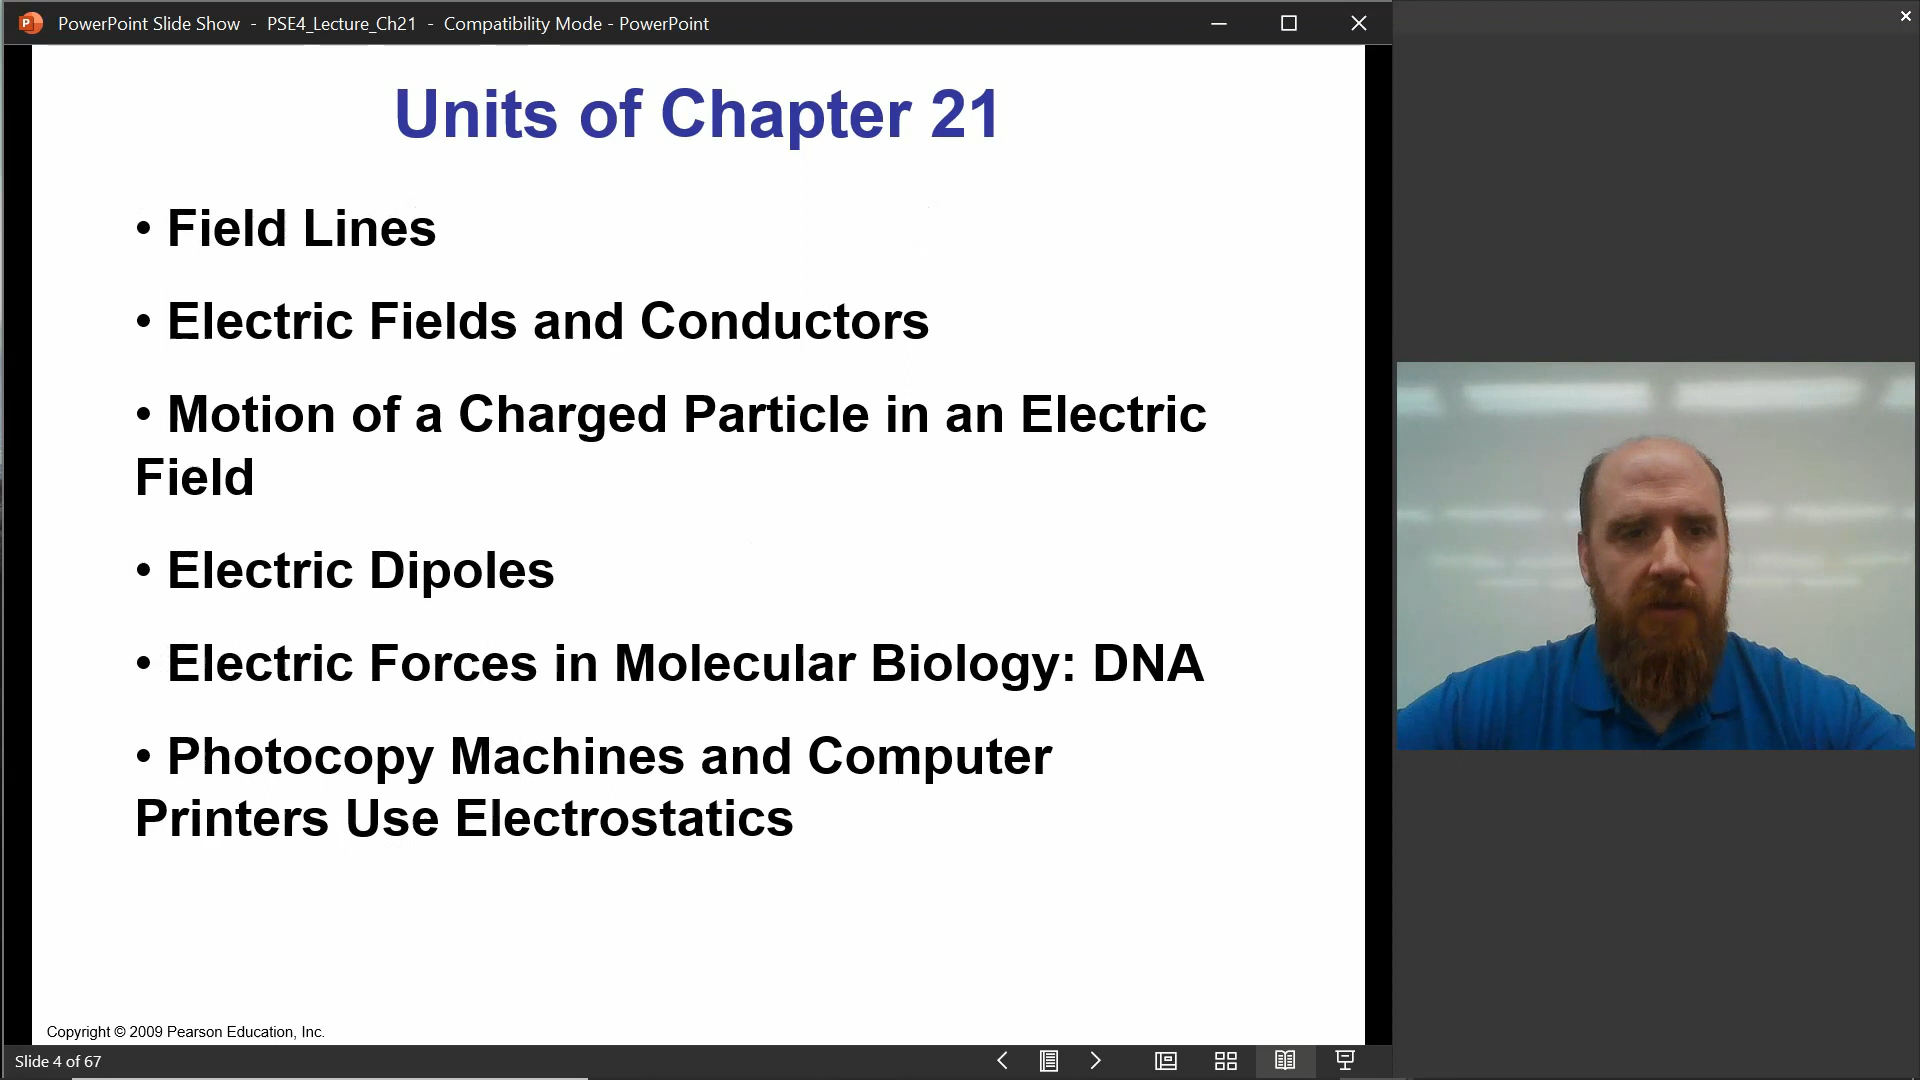 PowerPoint Slide Show - PSE4_Lecture_Ch21 - Compatibility Mode - PowerPoint
Units of Chapter 21
• Field Lines
• Electric Fields and Conductors
• Motion of a Charged Particle in an Electric
Field
• Electric Dipoles
• Electric Forces in Molecular Biology: DNA
• Photocopy Machines and Computer
Printers Use Electrostatics
Copyright © 2009 Pearson Education, Inc.
Slide 4 of 67